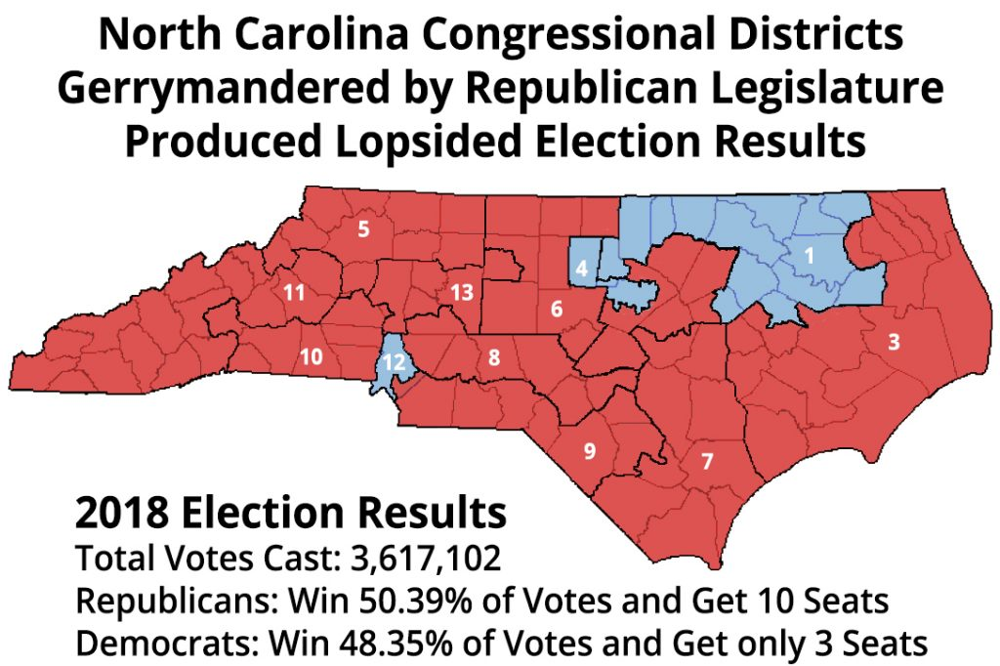 North Carolina Congressional Districts
Gerrymandered by Republican Legislature
Produced Lopsided Election Results
5
1
4
11
13
6
3
10
12
8
9
7
2018 Election Results
Total Votes Cast: 3,617,102
Republicans: Win 50.39% of Votes and Get 10 Seats
Democrats: Win 48.35% of Votes and Get only 3 Seats